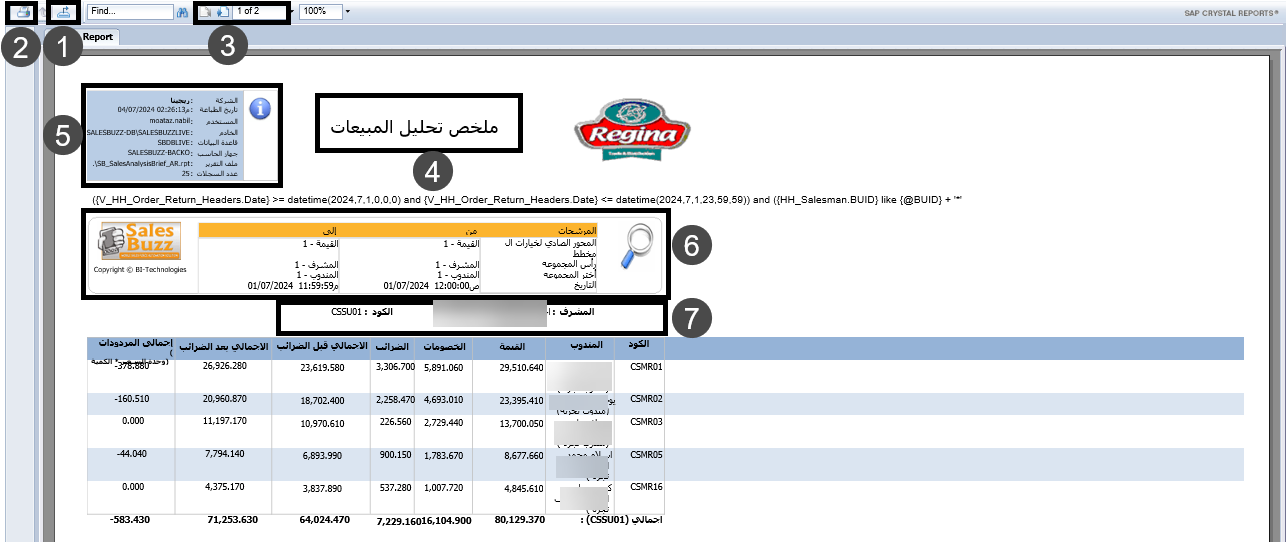 Find...
1 of 2
100%
SAP CRYSTAL REPORTS®
2
1
3
Report
الشركة : ريجينا
تاريخ الطباعة : 04/07/2024 02:26:13م
المستخدم : moataz.nabil
الخادم : SALESBUZZ-DB\SALESBUZZLIVE
قاعدة البيانات : SBDBLIVE
جهاز الحاسب : SALESBUZZ-BACKO
ملف التقرير : .\SB_SalesAnalysisBrief_AR.rpt
عدد السجلات : 25
5
ملخص تحليل المبيعات
4
Regina
Trade & Distribution
({V_HH_Order_Return_Headers.Date} >= datetime(2024,7,1,0,0,0) and {V_HH_Order_Return_Headers.Date} <= datetime(2024,7,1,23,59,59)) and ({HH_Salesman.BUID} like {@BUID} + '*'
Sales Buzz
Copyright © BI-Technologies
المرشحات من إلى
المحور الصادي لخيارات ال القيمة - 1 القيمة - 1
مخطط
رأس المجموعة المشرف - 1 المشرف - 1
أختر المجموعة المندوب - 1 المندوب - 1
التاريخ 01/07/2024 12:00:00ص 01/07/2024 11:59:59م
6
المشرف : الكود : CSSU01
7
الكود المندوب القيمة الخصومات الضرائب الاجمالي قبل الضرائب الاجمالي بعد الضرائب إجمالى المردودات
(وحدة السعر * الكمية)
CSMR01 29,510.640 5,891.060 3,306.700 23,619.580 26,926.280 -378.880
CSMR02 23,395.410 4,693.010 2,258.470 18,702.400 20,960.870 -160.510
(مندوب تجزئة)
CSMR03 13,700.050 2,729.440 226.560 10,970.610 11,197.170 0.000
CSMR05 اسلام محمد 8,677.660 1,783.670 900.150 6,893.990 7,794.140 -44.040
CSMR16 4,845.610 1,007.720 537.280 3,837.890 4,375.170 0.000
اجمالي (CSSU01) : 80,129.370 16,104.900 7,229.160 64,024.470 71,253.630 -583.430